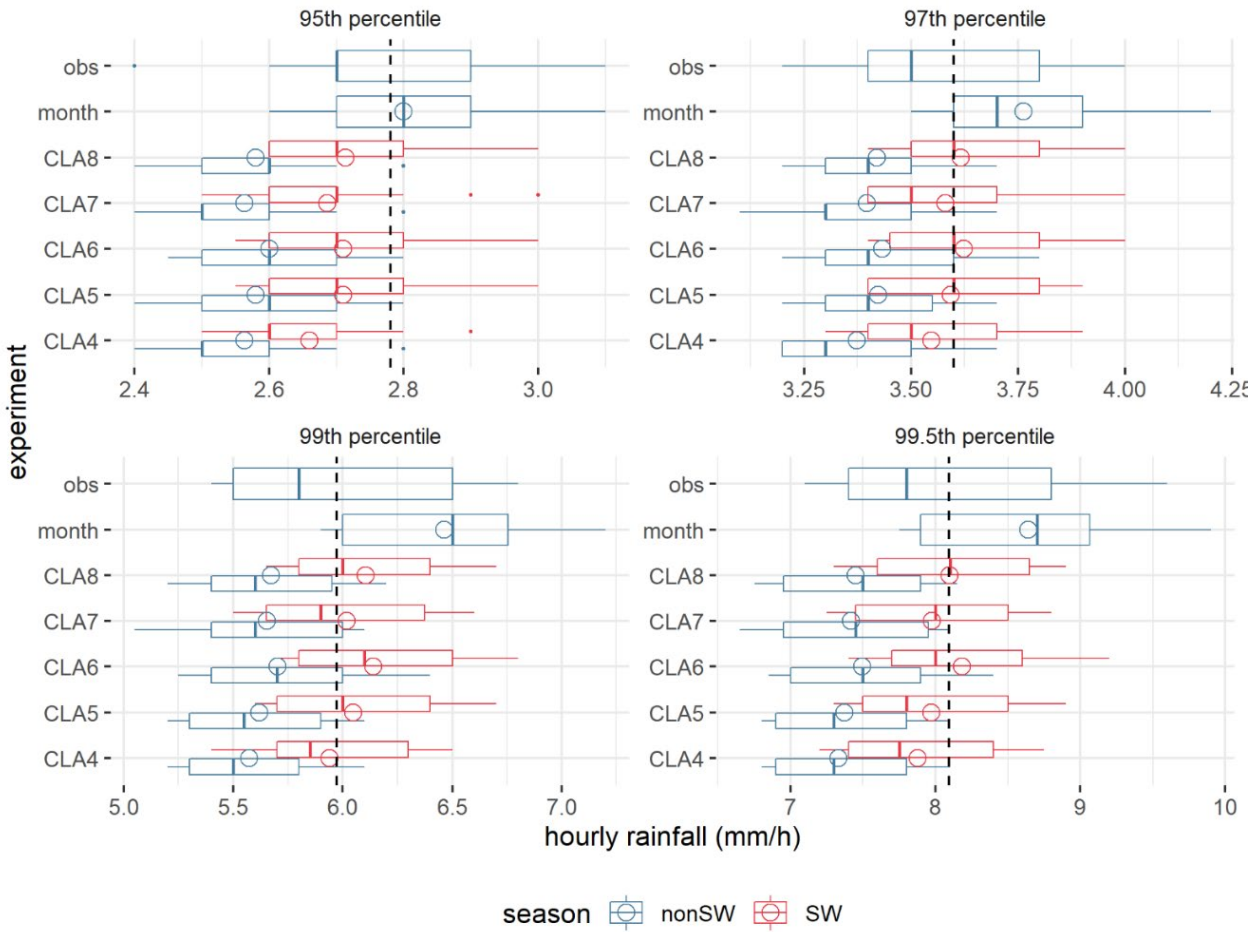 95th percentile
97th percentile
obs
month
CLA8
CLA7
CLA6
CLA5
CLA4
2.4 2.6 2.8 3.0
obs
month
CLA8
CLA7
CLA6
CLA5
CLA4
3.25 3.50 3.75 4.00 4.25
experiment
99th percentile
99.5th percentile
obs
month
CLA8
CLA7
CLA6
CLA5
CLA4
5.0 5.5 6.0 6.5 7.0
obs
month
CLA8
CLA7
CLA6
CLA5
CLA4
7 8 9 10
hourly rainfall (mm/h)
season nonSW SW